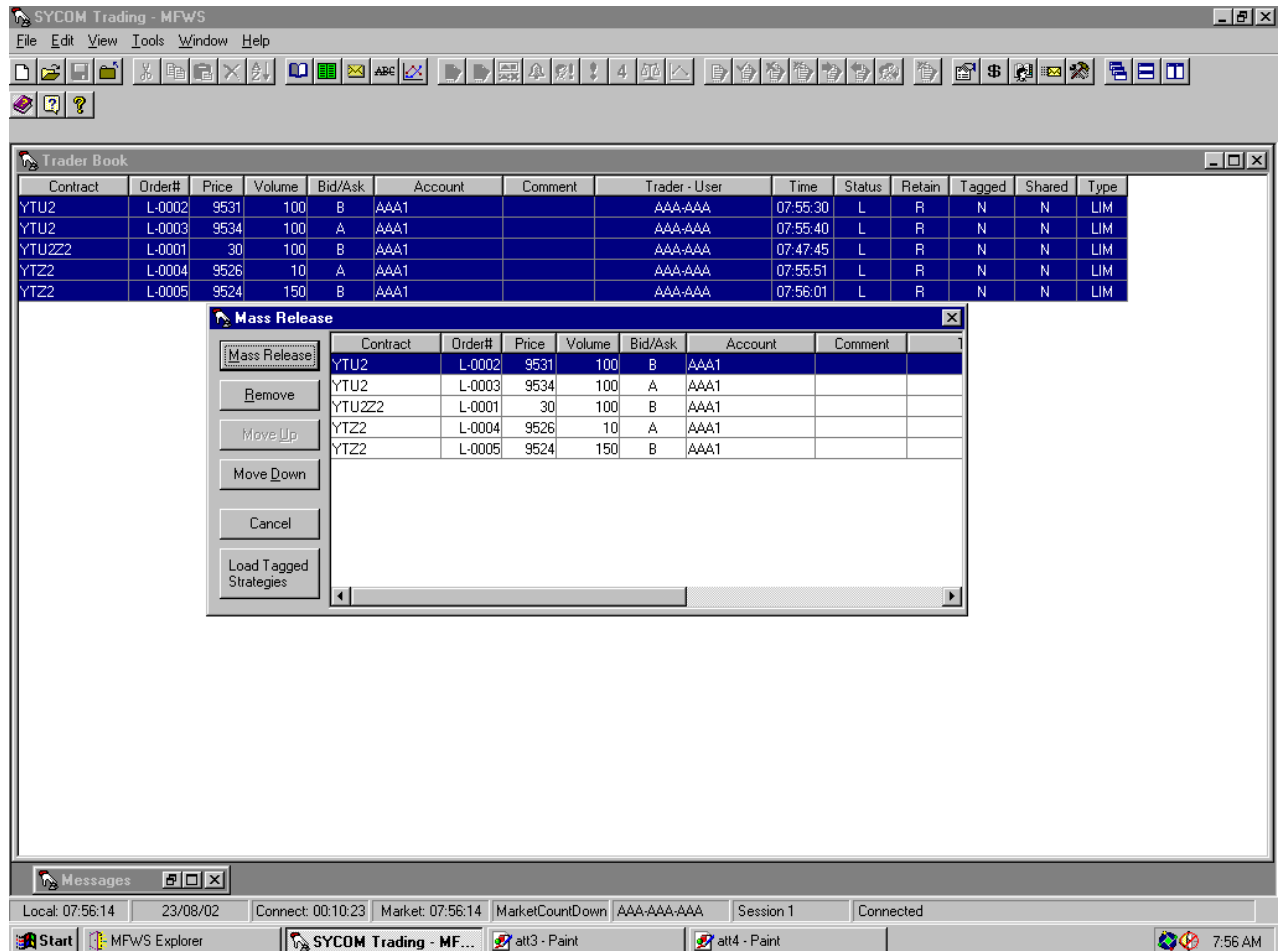 SYCOM Trading - MFWS
File Edit View Tools Window Help
Trader Book
Contract Order# Price Volume Bid/Ask Account Comment Trader - User Time Status Retain Tagged Shared Type
YTU2 L-0002 9531 100 B AAA1 AAA-AAA 07:55:30 L R N N LIM
YTU2 L-0003 9534 100 A AAA1 AAA-AAA 07:55:40 L R N N LIM
YTU2Z2 L-0001 30 100 B AAA1 AAA-AAA 07:47:45 L R N N LIM
YTZ2 L-0004 9526 10 A AAA1 AAA-AAA 07:55:51 L R N N LIM
YTZ2 L-0005 9524 150 B AAA1 AAA-AAA 07:56:01 L R N N LIM
Mass Release
Mass Release
Remove
Move Up
Move Down
Cancel
Load Tagged
Strategies
Contract Order# Price Volume Bid/Ask Account Comment
YTU2 L-0002 9531 100 B AAA1
YTU2 L-0003 9534 100 A AAA1
YTU2Z2 L-0001 30 100 B AAA1
YTZ2 L-0004 9526 10 A AAA1
YTZ2 L-0005 9524 150 B AAA1
Messages
Local: 07:56:14 23/08/02 Connect: 00:10:23 Market: 07:56:14 MarketCountDown AAA-AAA-AAA Session 1 Connected
Start MFWS Explorer SYCOM Trading - MF... att3 - Paint att4 - Paint 7:56 AM